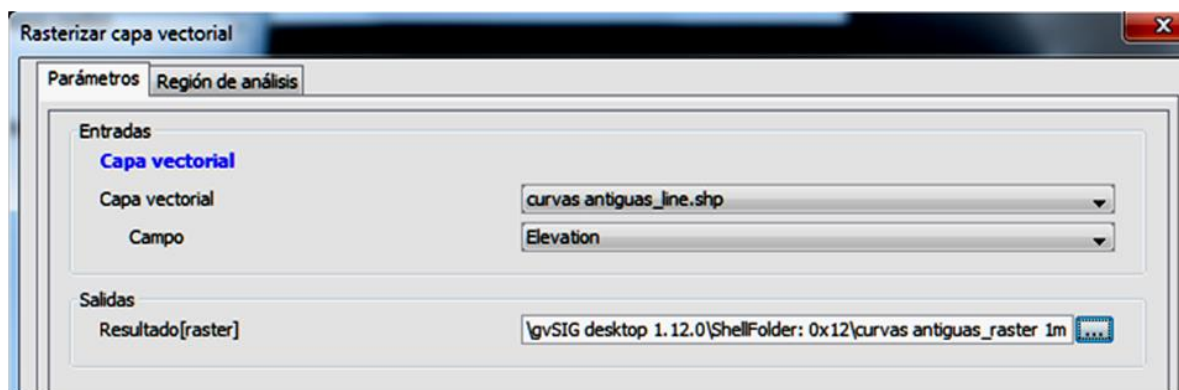 Rasterizar capa vectorial
Parámetros Región de análisis
Entradas
Capa vectorial
Capa vectorial curvas antiguas_line.shp
Campo Elevation
Salidas
Resultado[raster] \gvSIG desktop 1.12.0\ShellFolder: 0x12\curvas antiguas_raster 1m ...